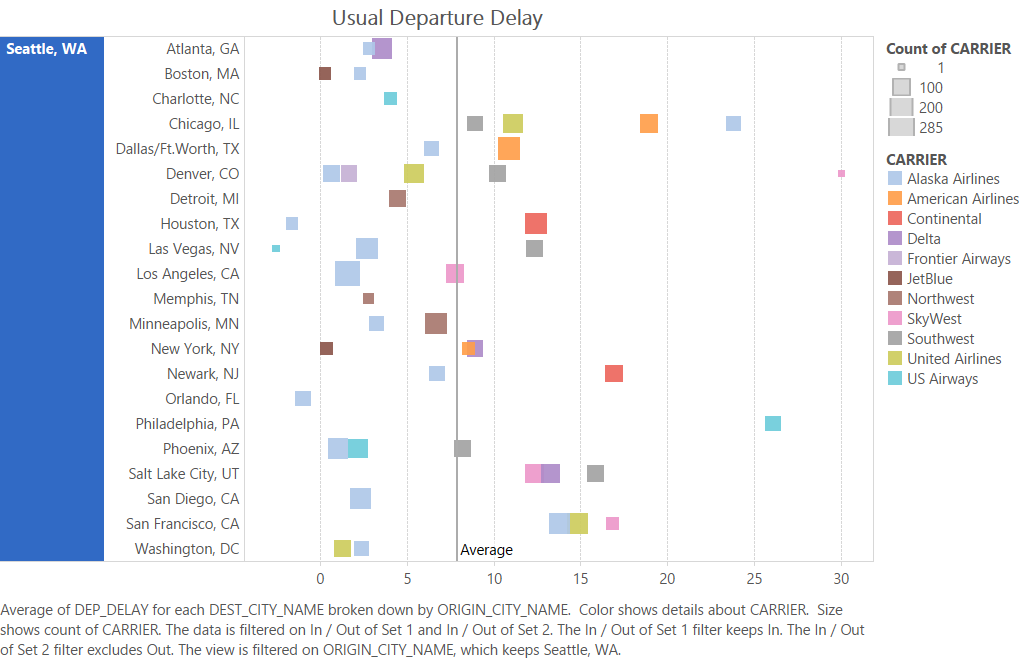 Usual Departure Delay
Seattle, WA
Atlanta, GA
Boston, MA
Charlotte, NC
Chicago, IL
Dallas/Ft.Worth, TX
Denver, CO
Detroit, MI
Houston, TX
Las Vegas, NV
Los Angeles, CA
Memphis, TN
Minneapolis, MN
New York, NY
Newark, NJ
Orlando, FL
Philadelphia, PA
Phoenix, AZ
Salt Lake City, UT
San Diego, CA
San Francisco, CA
Washington, DC
Average
0 5 10 15 20 25 30
Count of CARRIER
1
100
200
285
CARRIER
Alaska Airlines
American Airlines
Continental
Delta
Frontier Airways
JetBlue
Northwest
SkyWest
Southwest
United Airlines
US Airways
Average of DEP_DELAY for each DEST_CITY_NAME broken down by ORIGIN_CITY_NAME.  Color shows details about CARRIER.  Size
shows count of CARRIER. The data is filtered on In / Out of Set 1 and In / Out of Set 2. The In / Out of Set 1 filter keeps In. The In / Out
of Set 2 filter excludes Out. The view is filtered on ORIGIN_CITY_NAME, which keeps Seattle, WA.